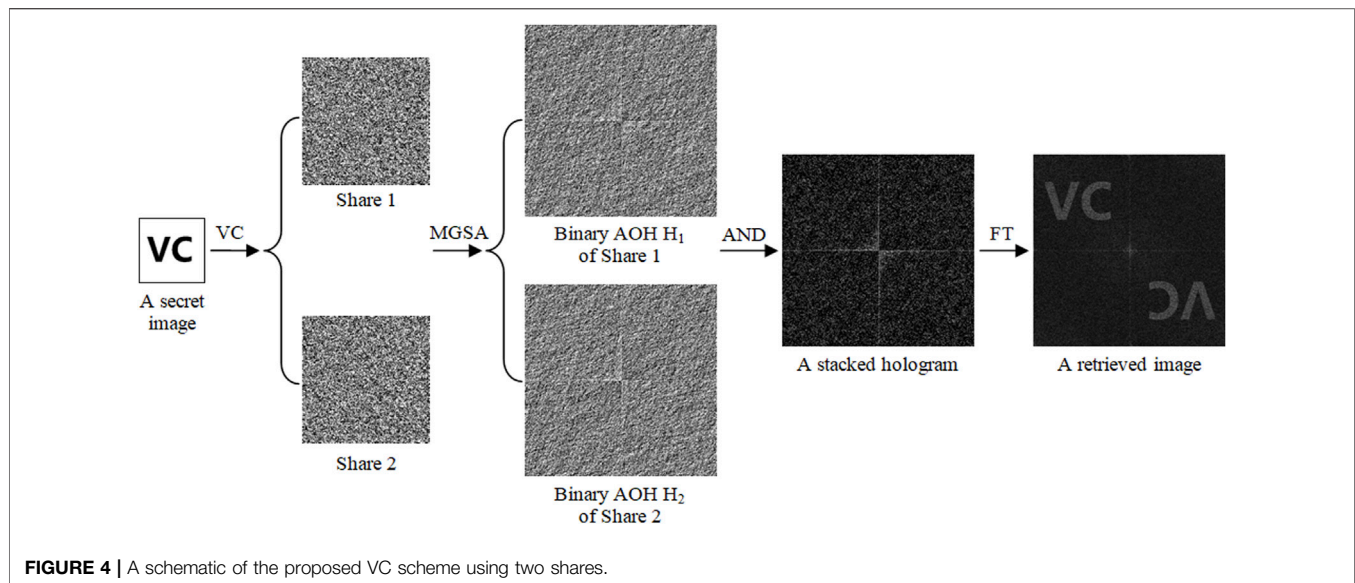 VC
A secret
image
VC
Share 1
Share 2
MGSA
Binary AOH H₁
of Share 1
Binary AOH H₂
of Share 2
AND
A stacked hologram
FT
VC
VC
A retrieved image
FIGURE 4 | A schematic of the proposed VC scheme using two shares.